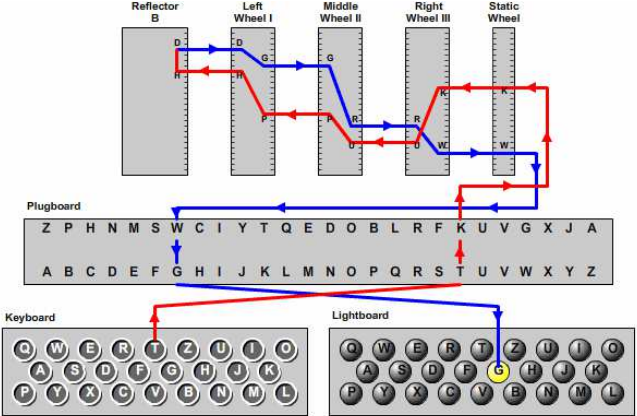 Reflector B
Left Wheel I
Middle Wheel II
Right Wheel III
Static Wheel
D D
G G
H H
K K
P P
R R
U U
W W
Plugboard
Z P H N M S W C I Y T Q E D O B L R F K U V G X J A
A B C D E F G H I J K L M N O P Q R S T U V W X Y Z
Keyboard
Q W E R T Z U I O
A S D F G H J K
P Y X C V B N M L
Lightboard
Q W E R T Z U I O
A S D F G H J K
P Y X C V B N M L